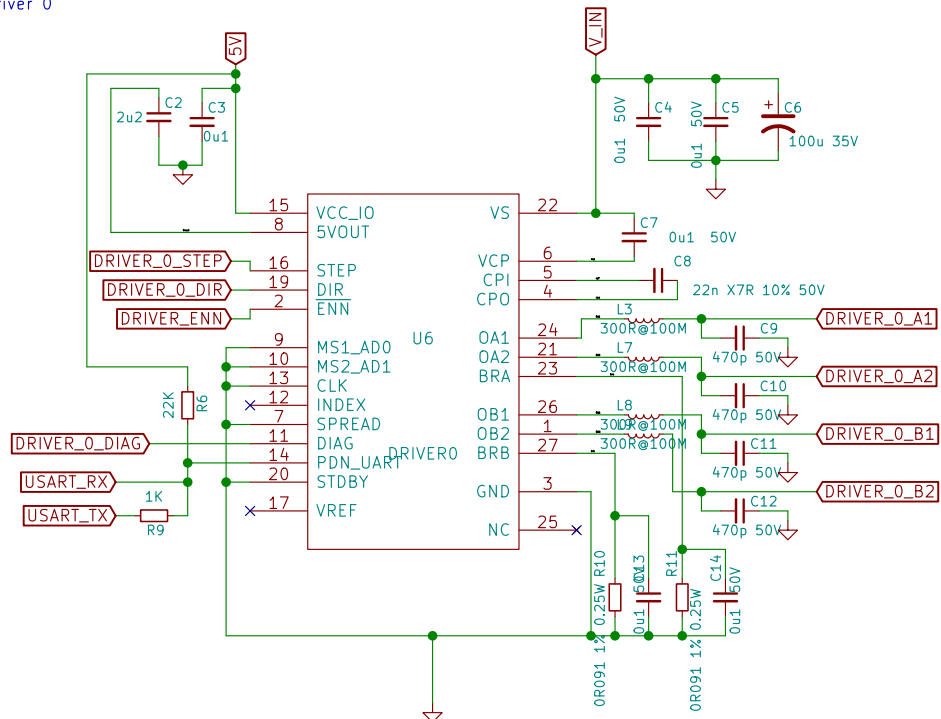 river 0
5V
V_IN
C2
2u2
C3
0u1
C4
0u1 50V
C5
0u1 50V
C6
100u 35V
15
VCC_IO
8
5VOUT
DRIVER_0_STEP
16
STEP
DRIVER_0_DIR
19
DIR
DRIVER_ENN
2
ENN
9
MS1_AD0
10
MS2_AD1
13
CLK
12
INDEX
7
SPREAD
DRIVER_0_DIAG
11
DIAG
14
PDN_UART
20
STDBY
17
VREF
22K
R6
USART_RX
USART_TX
1K
R9
U6
DRIVER0
VS
22
VCP
6
CPI
5
CPO
4
OA1
24
OA2
21
BRA
23
OB1
26
OB2
1
BRB
27
GND
3
NC
25
C7
0u1 50V
C8
22n X7R 10% 50V
L3
300R@100M
L7
300R@100M
L8
300R@100M
L9
300R@100M
DRIVER_0_A1
C9
470p 50V
DRIVER_0_A2
C10
470p 50V
DRIVER_0_B1
C11
470p 50V
DRIVER_0_B2
C12
470p 50V
R10
0R091 1% 0.25W
C13
0u1 50V
R11
0R091 1% 0.25W
C14
0u1 50V